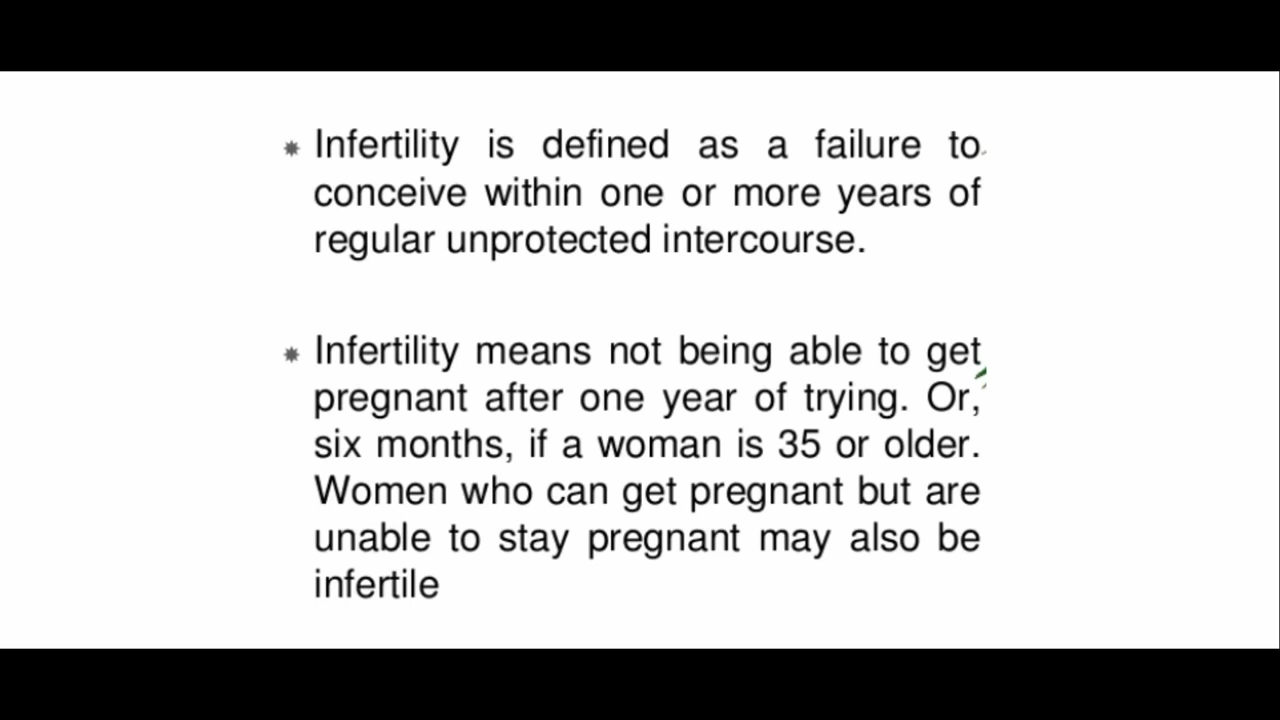 Infertility is defined as a failure to
conceive within one or more years of
regular unprotected intercourse.
Infertility means not being able to get
pregnant after one year of trying. Or,
six months, if a woman is 35 or older.
Women who can get pregnant but are
unable to stay pregnant may also be
infertile